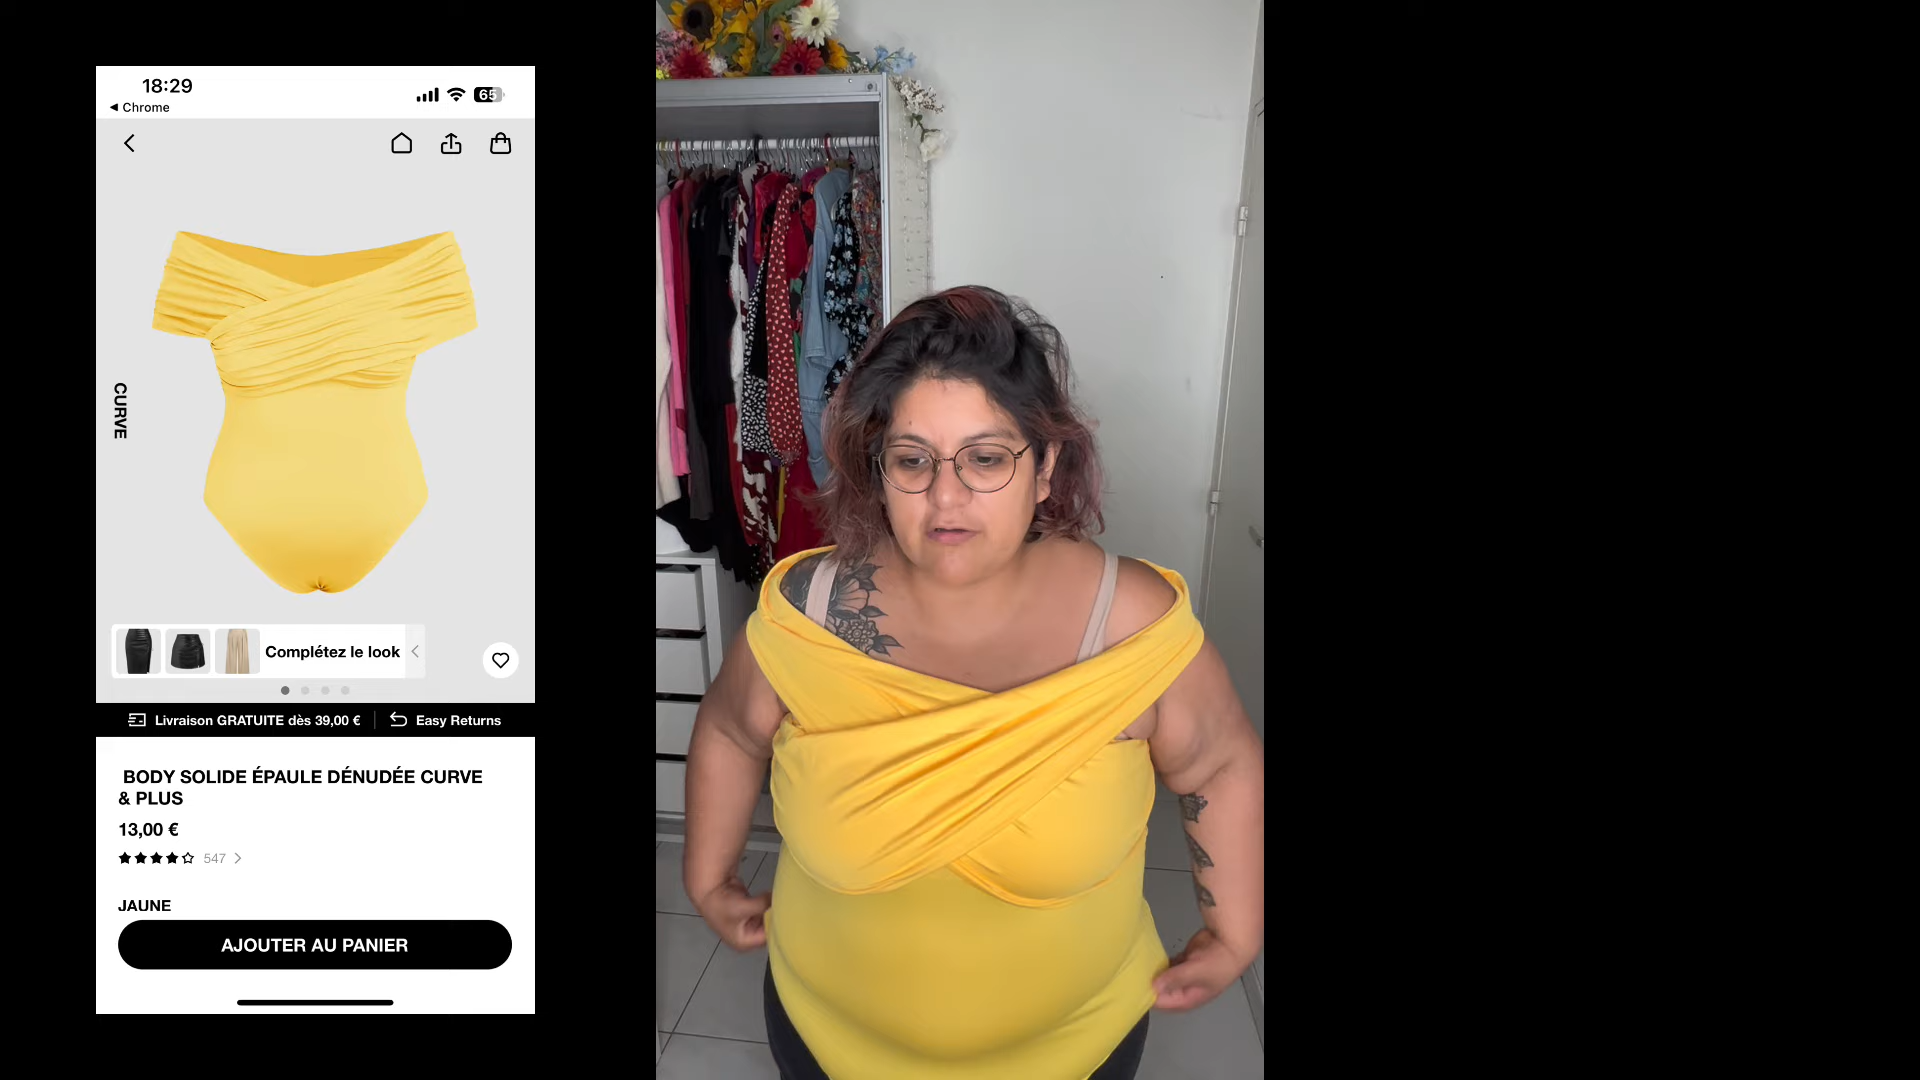 18:29
65
◀ Chrome
CURVE
Complétez le look
Livraison GRATUITE dès 39,00 €
Easy Returns
BODY SOLIDE ÉPAULE DÉNUDÉE CURVE
& PLUS
13,00 €
547
JAUNE
AJOUTER AU PANIER